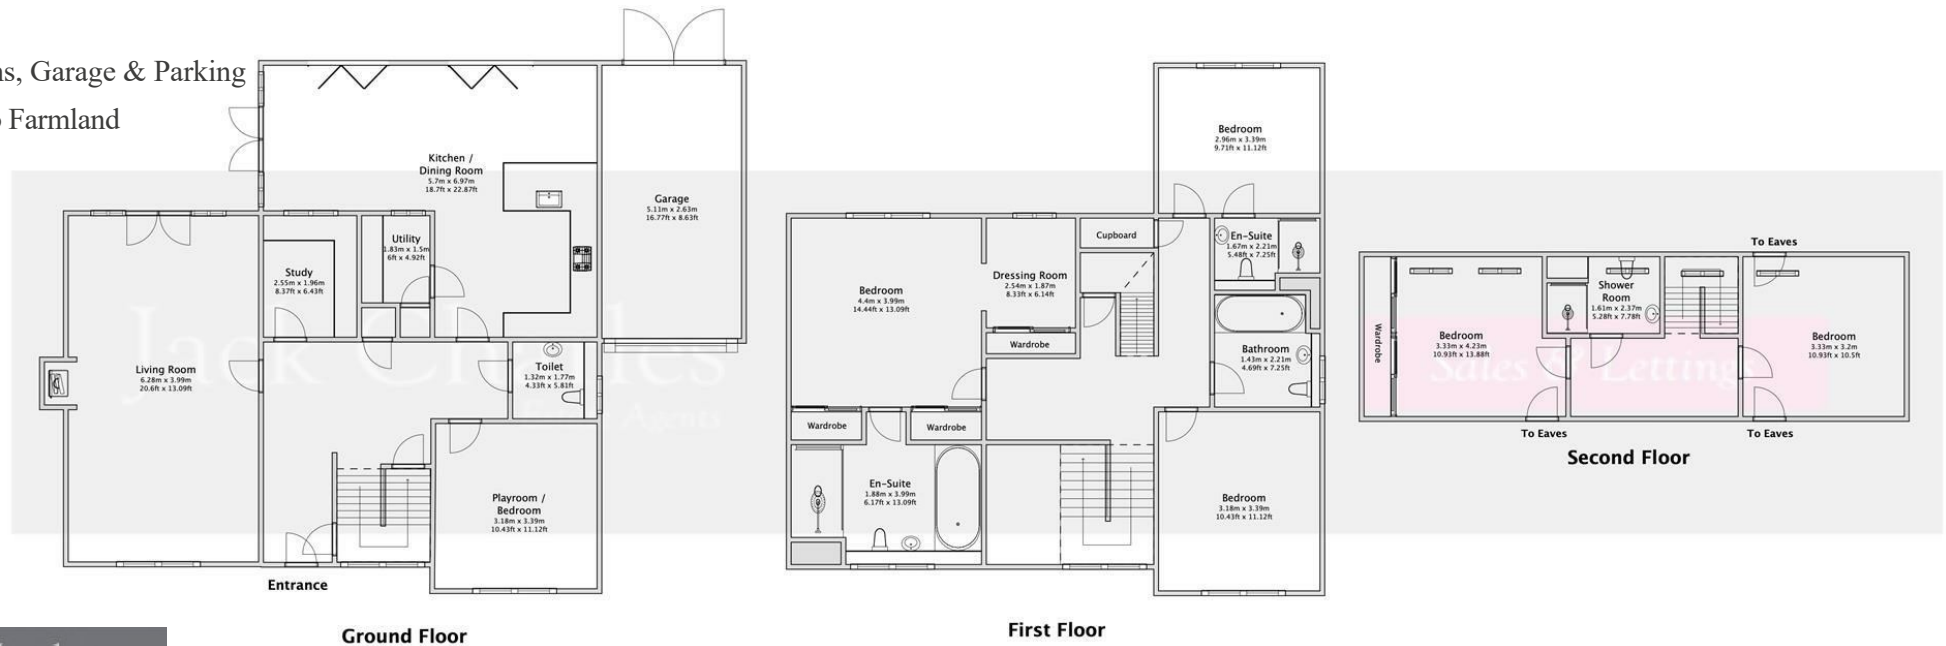 ns, Garage & Parking
Farmland
Kitchen /
Dining Room
5.7m x 6.97m
18.7ft x 22.87ft
Garage
5.11m x 2.63m
16.77ft x 8.63ft
Utility
1.83m x 1.5m
6ft x 4.92ft
Study
2.55m x 1.96m
8.37ft x 6.43ft
Living Room
6.28m x 3.99m
20.6ft x 13.09ft
Toilet
1.32m x 1.77m
4.33ft x 5.81ft
Playroom /
Bedroom
3.18m x 3.39m
10.43ft x 11.12ft
Entrance
Ground Floor
Bedroom
2.96m x 3.39m
9.71ft x 11.12ft
Cupboard
En-Suite
1.67m x 2.21m
5.48ft x 7.25ft
Dressing Room
2.54m x 1.87m
8.33ft x 6.14ft
Bedroom
4.4m x 3.99m
14.44ft x 13.09ft
Wardrobe
Bathroom
1.43m x 2.21m
4.69ft x 7.25ft
Wardrobe
Wardrobe
En-Suite
1.88m x 3.99m
6.17ft x 13.09ft
Bedroom
3.18m x 3.39m
10.43ft x 11.12ft
First Floor
To Eaves
Shower
Room
1.61m x 2.37m
5.28ft x 7.78ft
Wardrobe
Bedroom
3.33m x 4.23m
10.93ft x 13.88ft
Bedroom
3.33m x 3.2m
10.93ft x 10.5ft
To Eaves
To Eaves
Second Floor
Jack Charles
Estate Agents
Sales & Lettings